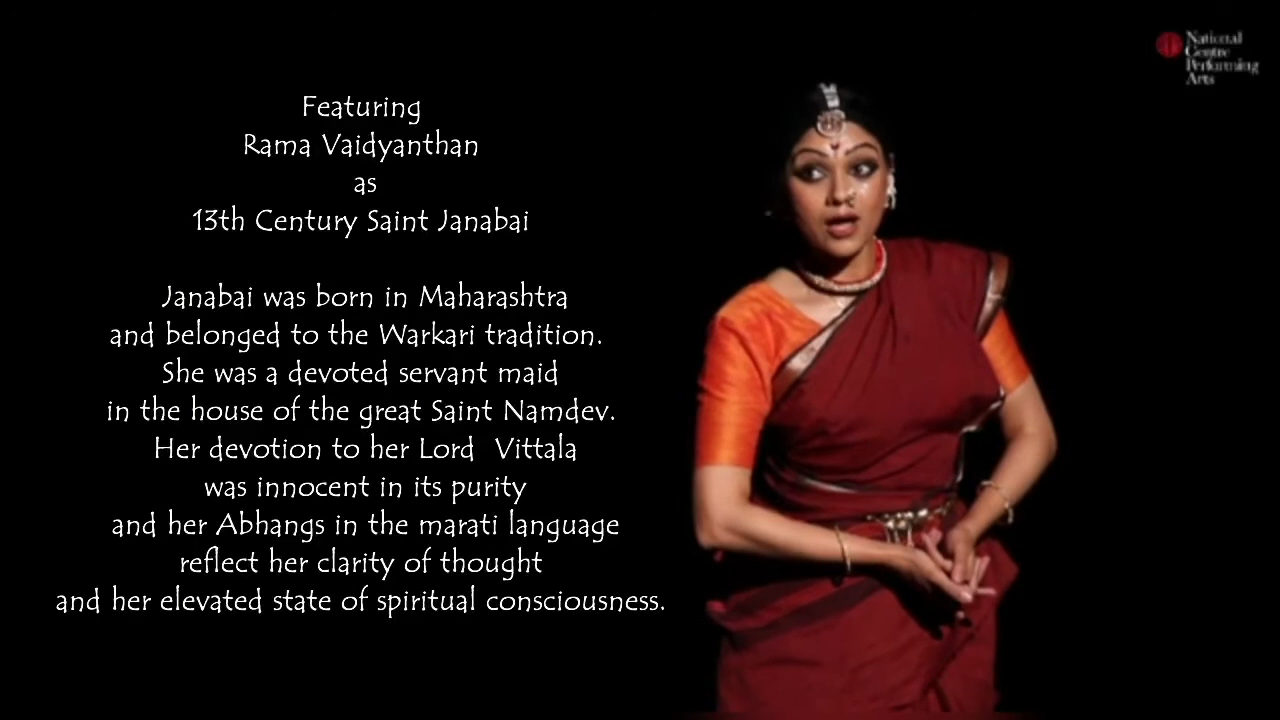 Featuring
Rama Vaidyanthan
as
13th Century Saint Janabai
Janabai was born in Maharashtra
and belonged to the Warkari tradition.
She was a devoted servant maid
in the house of the great Saint Namdev.
Her devotion to her Lord  Vittala
was innocent in its purity
and her Abhangs in the marati language
reflect her clarity of thought
and her elevated state of spiritual consciousness.
National
Centre
Performing
Arts